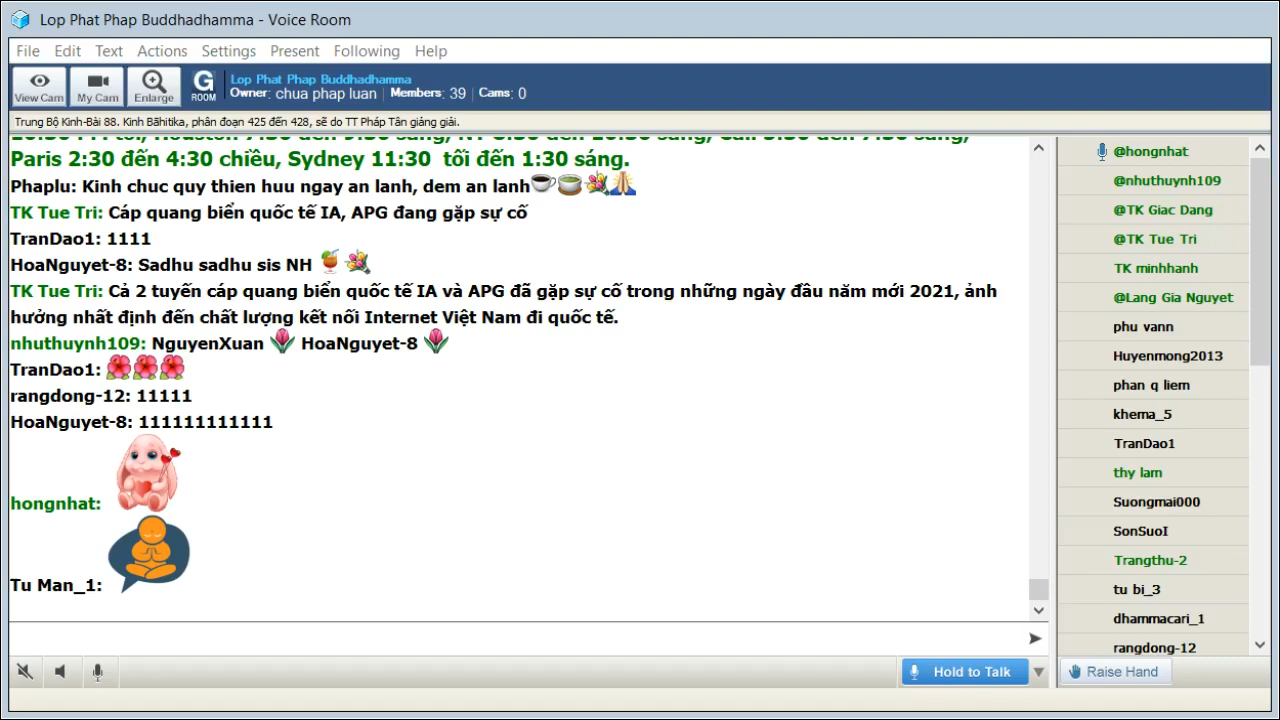 Lop Phat Phap Buddhadhamma - Voice Room
File Edit Text Actions Settings Present Following Help
View Cam My Cam Enlarge G ROOM
Lop Phat Phap Buddhadhamma
Owner: chua phap luan Members: 39 Cams: 0
Trung Bộ Kinh-Bài 88. Kinh Bãhitika, phân đoạn 425 đến 428, sẽ do TT Pháp Tân giảng giải.
Paris 2:30 đến 4:30 chiều, Sydney 11:30 tối đến 1:30 sáng.
Phaplu: Kinh chuc quy thien huu ngay an lanh, dem an lanh
TK Tue Tri: Cáp quang biển quốc tế IA, APG đang gặp sự cố
TranDao1: 1111
HoaNguyet-8: Sadhu sadhu sis NH
TK Tue Tri: Cả 2 tuyến cáp quang biển quốc tế IA và APG đã gặp sự cố trong những ngày đầu năm mới 2021, ảnh
hưởng nhất định đến chất lượng kết nối Internet Việt Nam đi quốc tế.
nhuthuynh109: NguyenXuan HoaNguyet-8
TranDao1:
rangdong-12: 11111
HoaNguyet-8: 111111111111
hongnhat:
Tu Man_1:
@hongnhat
@nhuthuynh109
@TK Giac Dang
@TK Tue Tri
TK minhhanh
@Lang Gia Nguyet
phu vann
Huyenmong2013
phan q liem
khema_5
TranDao1
thy lam
Suongmai000
SonSuoI
Trangthu-2
tu bi_3
dhammacari_1
rangdong-12
Hold to Talk
Raise Hand